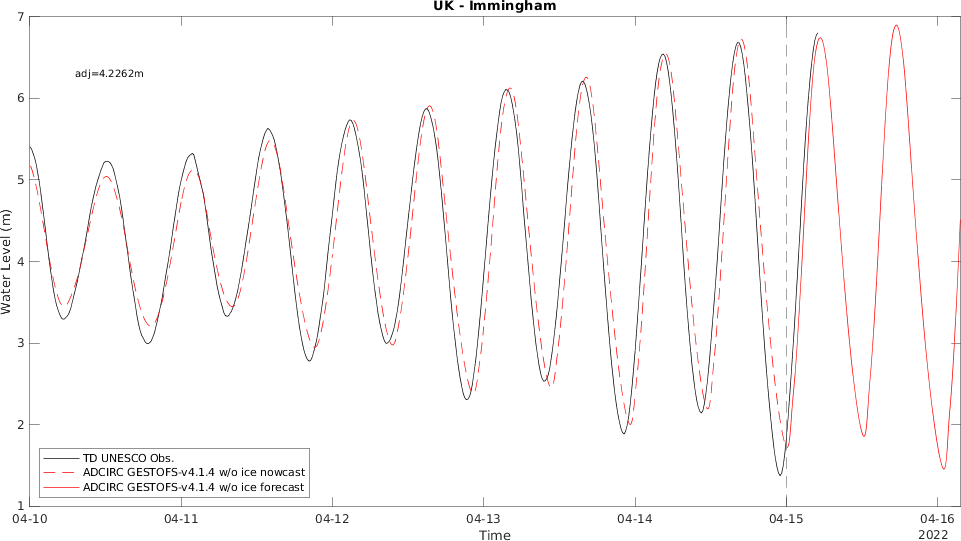 UK - Immingham
7
adj=4.2262m
6
5
Water Level (m)
4
3
2
TD UNESCO Obs.
ADCIRC GESTOFS-v4.1.4 w/o ice nowcast
ADCIRC GESTOFS-v4.1.4 w/o ice forecast
1
04-10 04-11 04-12 04-13 04-14 04-15 04-16
Time 2022